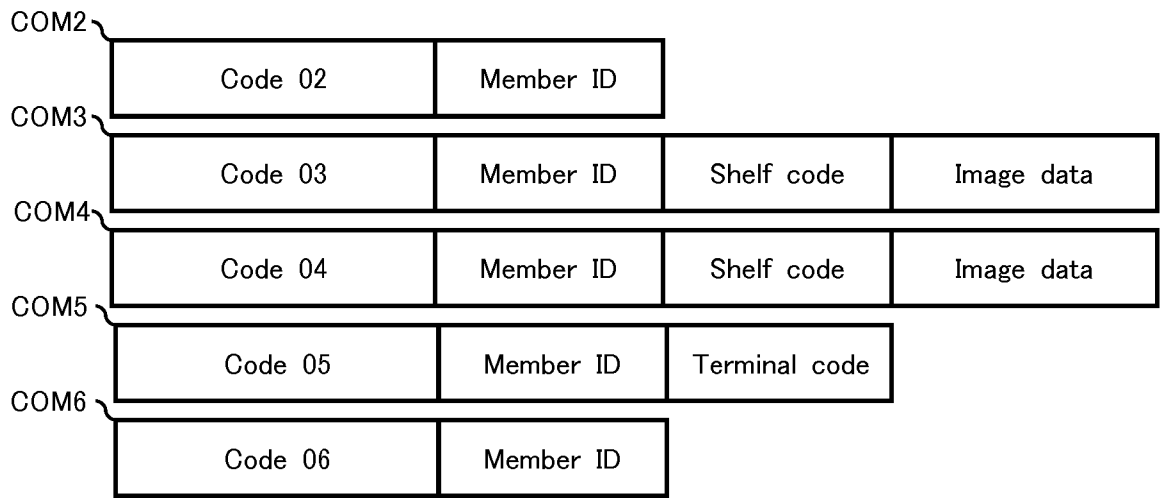 COM2
Code 02 Member ID
COM3
Code 03 Member ID Shelf code Image data
COM4
Code 04 Member ID Shelf code Image data
COM5
Code 05 Member ID Terminal code
COM6
Code 06 Member ID